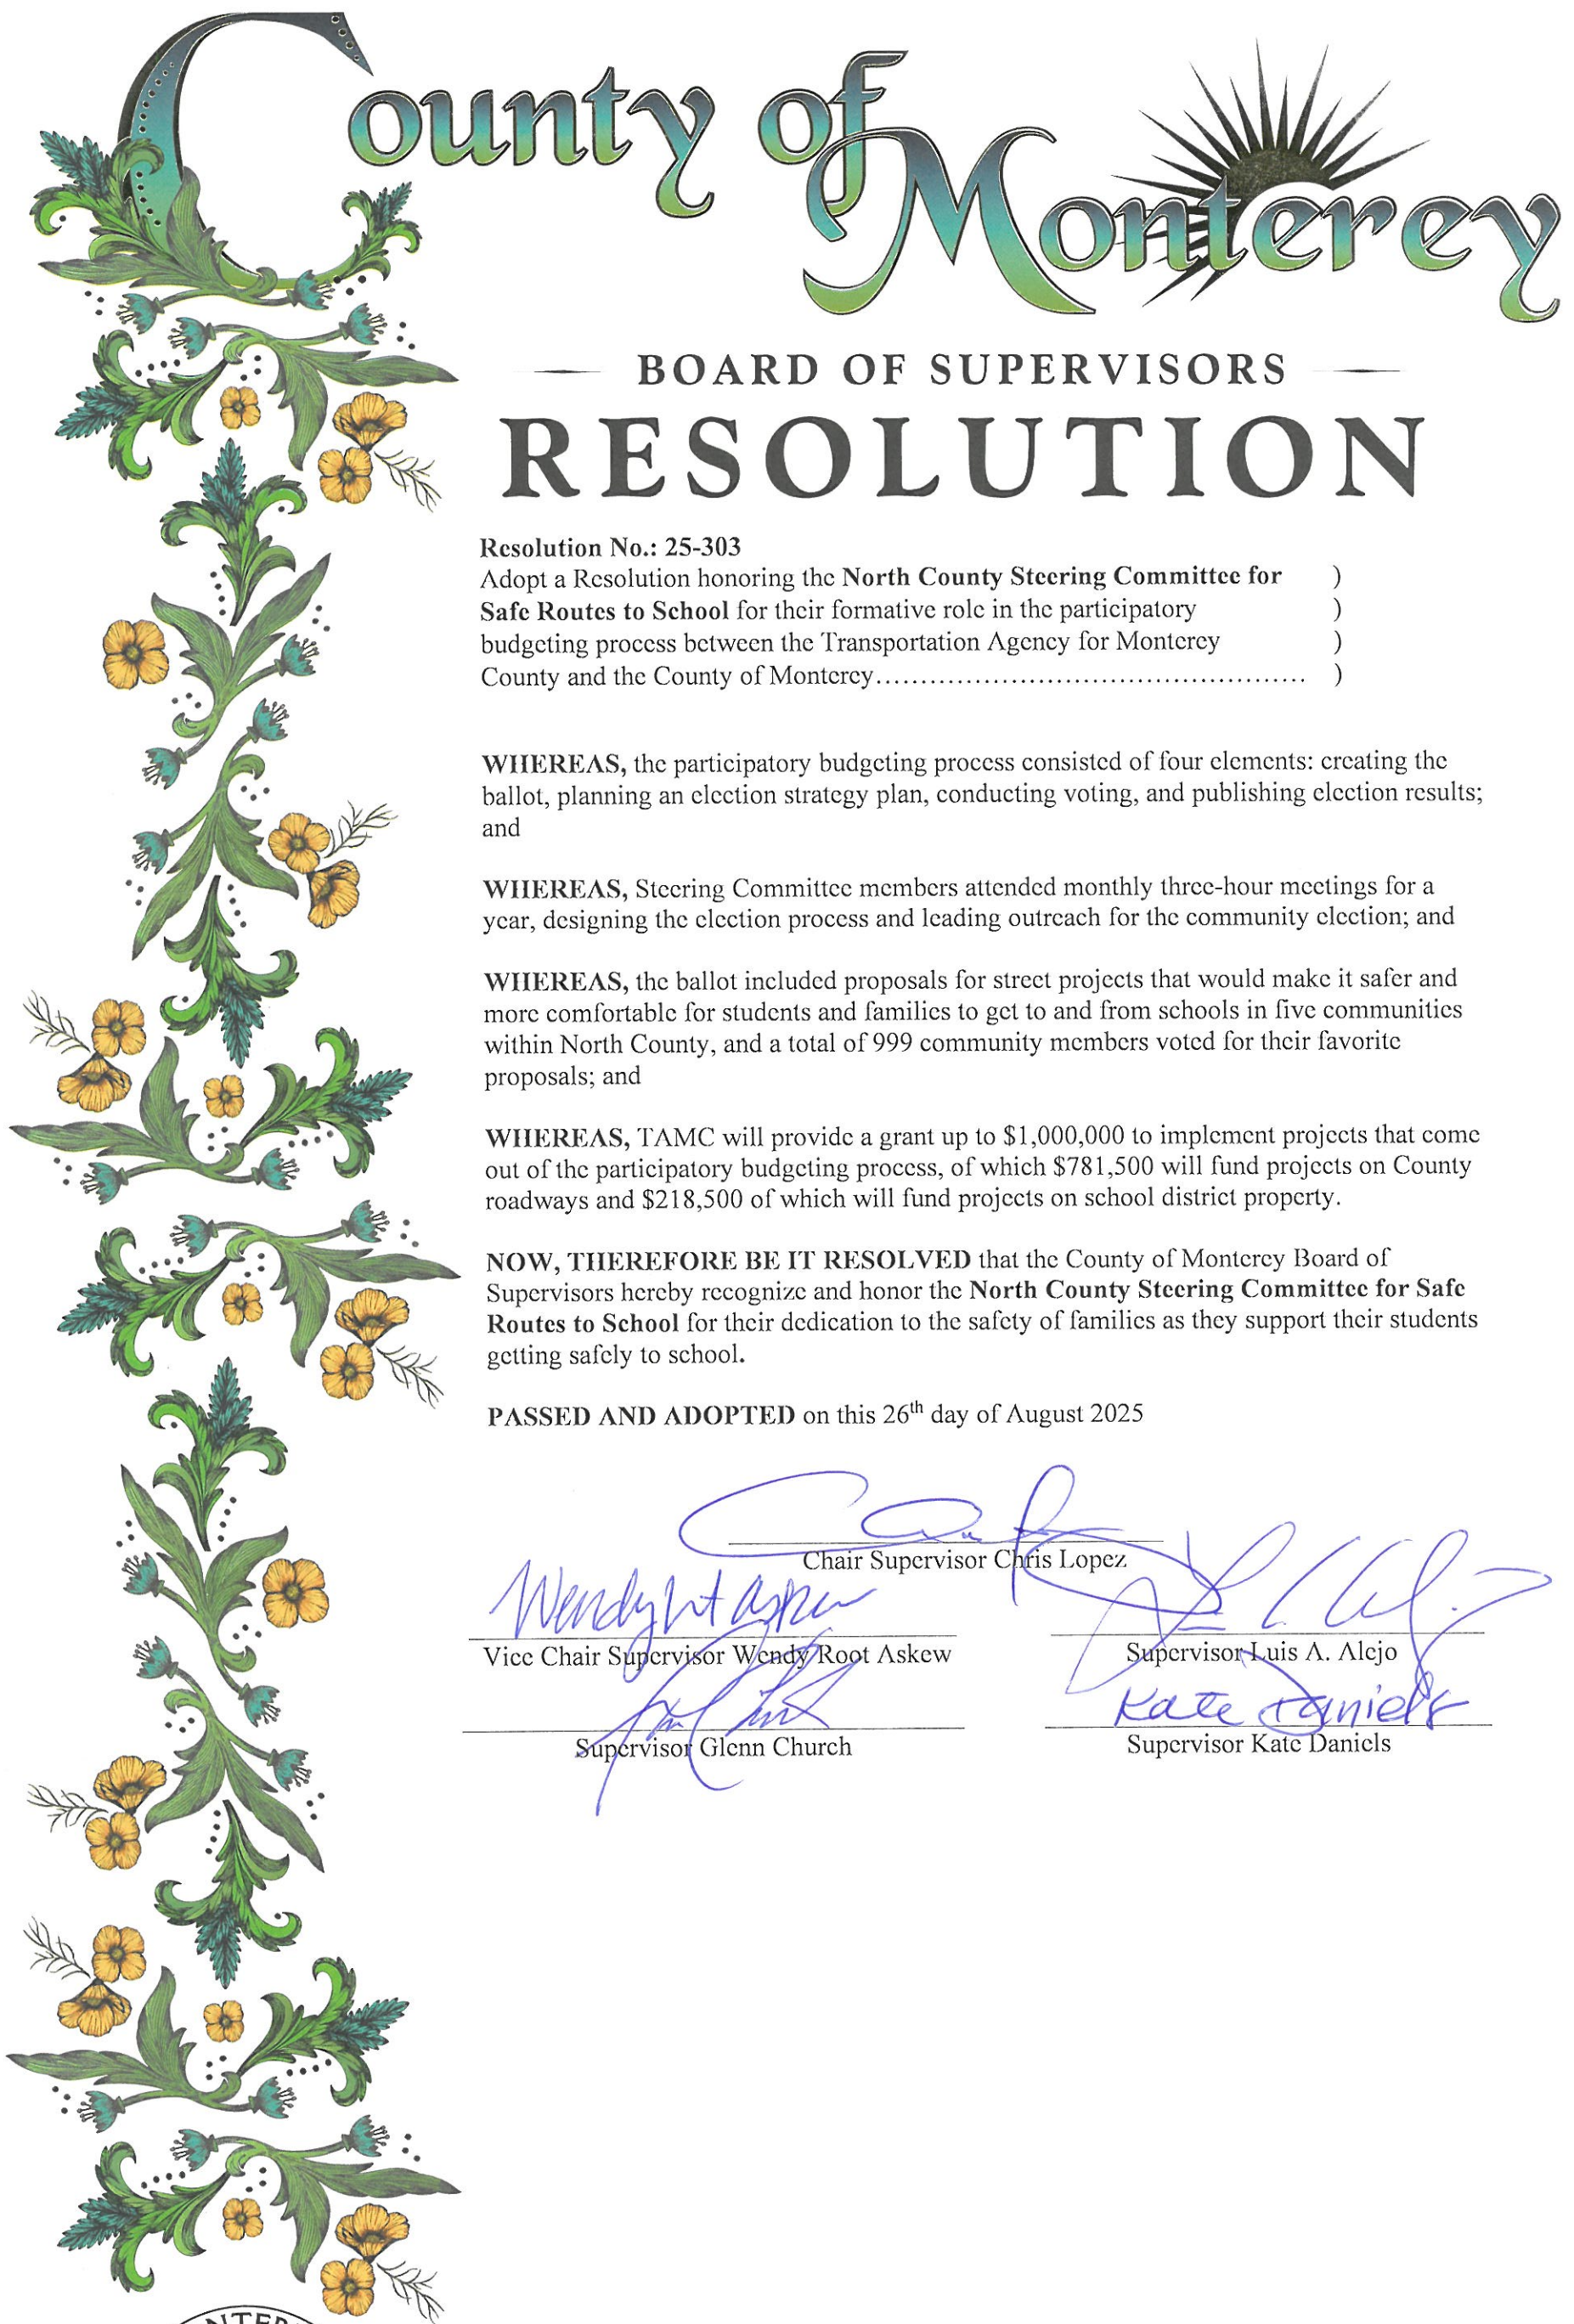 County of
Monterey
BOARD OF SUPERVISORS
RESOLUTION
Resolution No.: 25-303
Adopt a Resolution honoring the North County Steering Committee for )
Safe Routes to School for their formative role in the participatory )
budgeting process between the Transportation Agency for Monterey )
County and the County of Monterey................................................ )
WHEREAS, the participatory budgeting process consisted of four elements: creating the
ballot, planning an election strategy plan, conducting voting, and publishing election results;
and
WHEREAS, Steering Committee members attended monthly three-hour meetings for a
year, designing the election process and leading outreach for the community election; and
WHEREAS, the ballot included proposals for street projects that would make it safer and
more comfortable for students and families to get to and from schools in five communities
within North County, and a total of 999 community members voted for their favorite
proposals; and
WHEREAS, TAMC will provide a grant up to $1,000,000 to implement projects that come
out of the participatory budgeting process, of which $781,500 will fund projects on County
roadways and $218,500 of which will fund projects on school district property.
NOW, THEREFORE BE IT RESOLVED that the County of Monterey Board of
Supervisors hereby recognize and honor the North County Steering Committee for Safe
Routes to School for their dedication to the safety of families as they support their students
getting safely to school.
PASSED AND ADOPTED on this 26th day of August 2025
Chair Supervisor Chris Lopez
Wendy Root Askew
Vice Chair Supervisor Wendy Root Askew
Supervisor Luis A. Alejo
Kate Daniels
Supervisor Glenn Church
Supervisor Kate Daniels